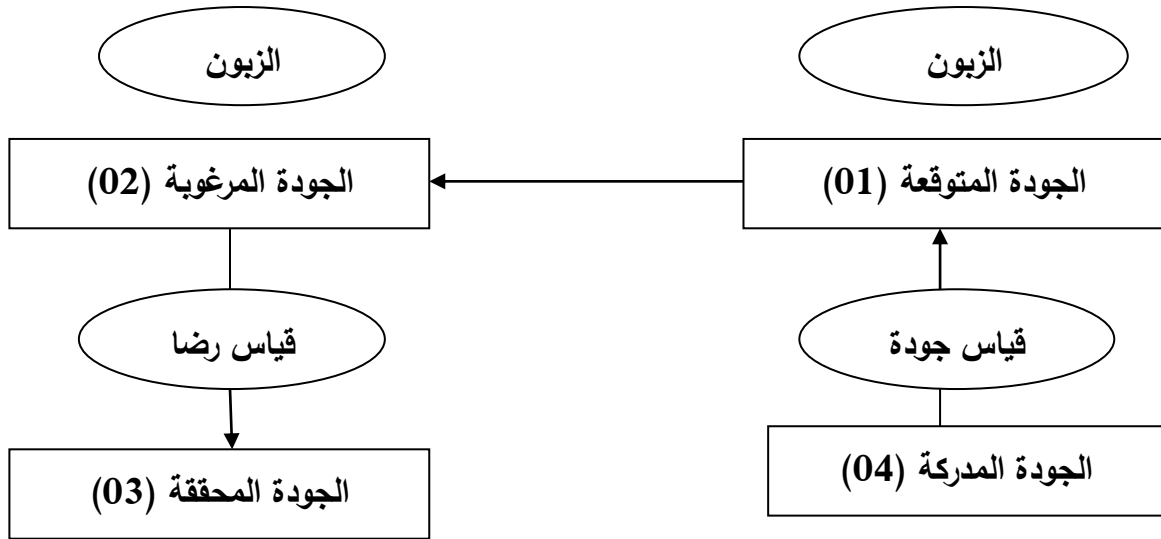 الزبون
الزبون
الجودة المتوقعة (01)
الجودة المرغوبة (02)
قياس جودة
قياس رضا
الجودة المدركة (04)
الجودة المحققة (03)